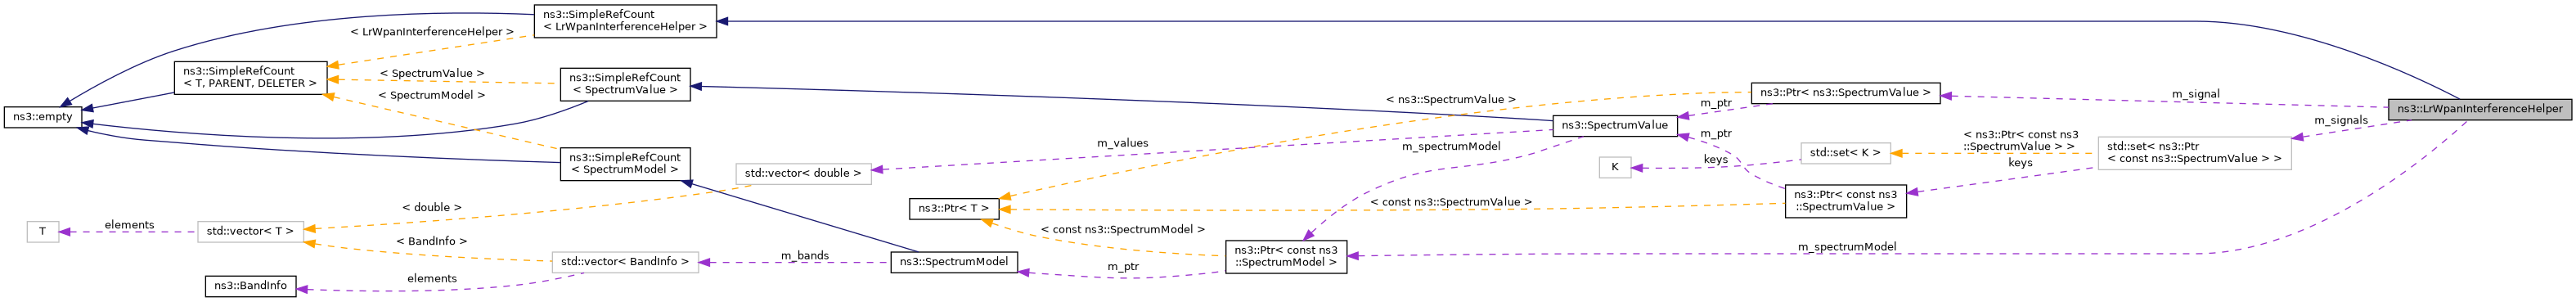 ns3::SimpleRefCount
< LrWpanInterferenceHelper >
< LrWpanInterferenceHelper >
ns3::SimpleRefCount
< T, PARENT, DELETER >
< SpectrumValue >
ns3::SimpleRefCount
< SpectrumValue >
< SpectrumModel >
ns3::empty
ns3::SimpleRefCount
< SpectrumModel >
< ns3::SpectrumValue >
ns3::Ptr< ns3::SpectrumValue >
m_signal
ns3::LrWpanInterferenceHelper
m_ptr
m_signals
ns3::SpectrumValue
m_ptr
< ns3::Ptr< const ns3
::SpectrumValue > >
std::set< ns3::Ptr
< const ns3::SpectrumValue > >
m_values
m_spectrumModel
std::set< K >
keys
K
keys
std::vector< double >
ns3::Ptr< const ns3
::SpectrumValue >
< double >
ns3::Ptr< T >
< const ns3::SpectrumValue >
T
elements
std::vector< T >
< const ns3::SpectrumModel >
< BandInfo >
ns3::Ptr< const ns3
::SpectrumModel >
m_spectrumModel
std::vector< BandInfo >
m_bands
ns3::SpectrumModel
m_ptr
elements
ns3::BandInfo